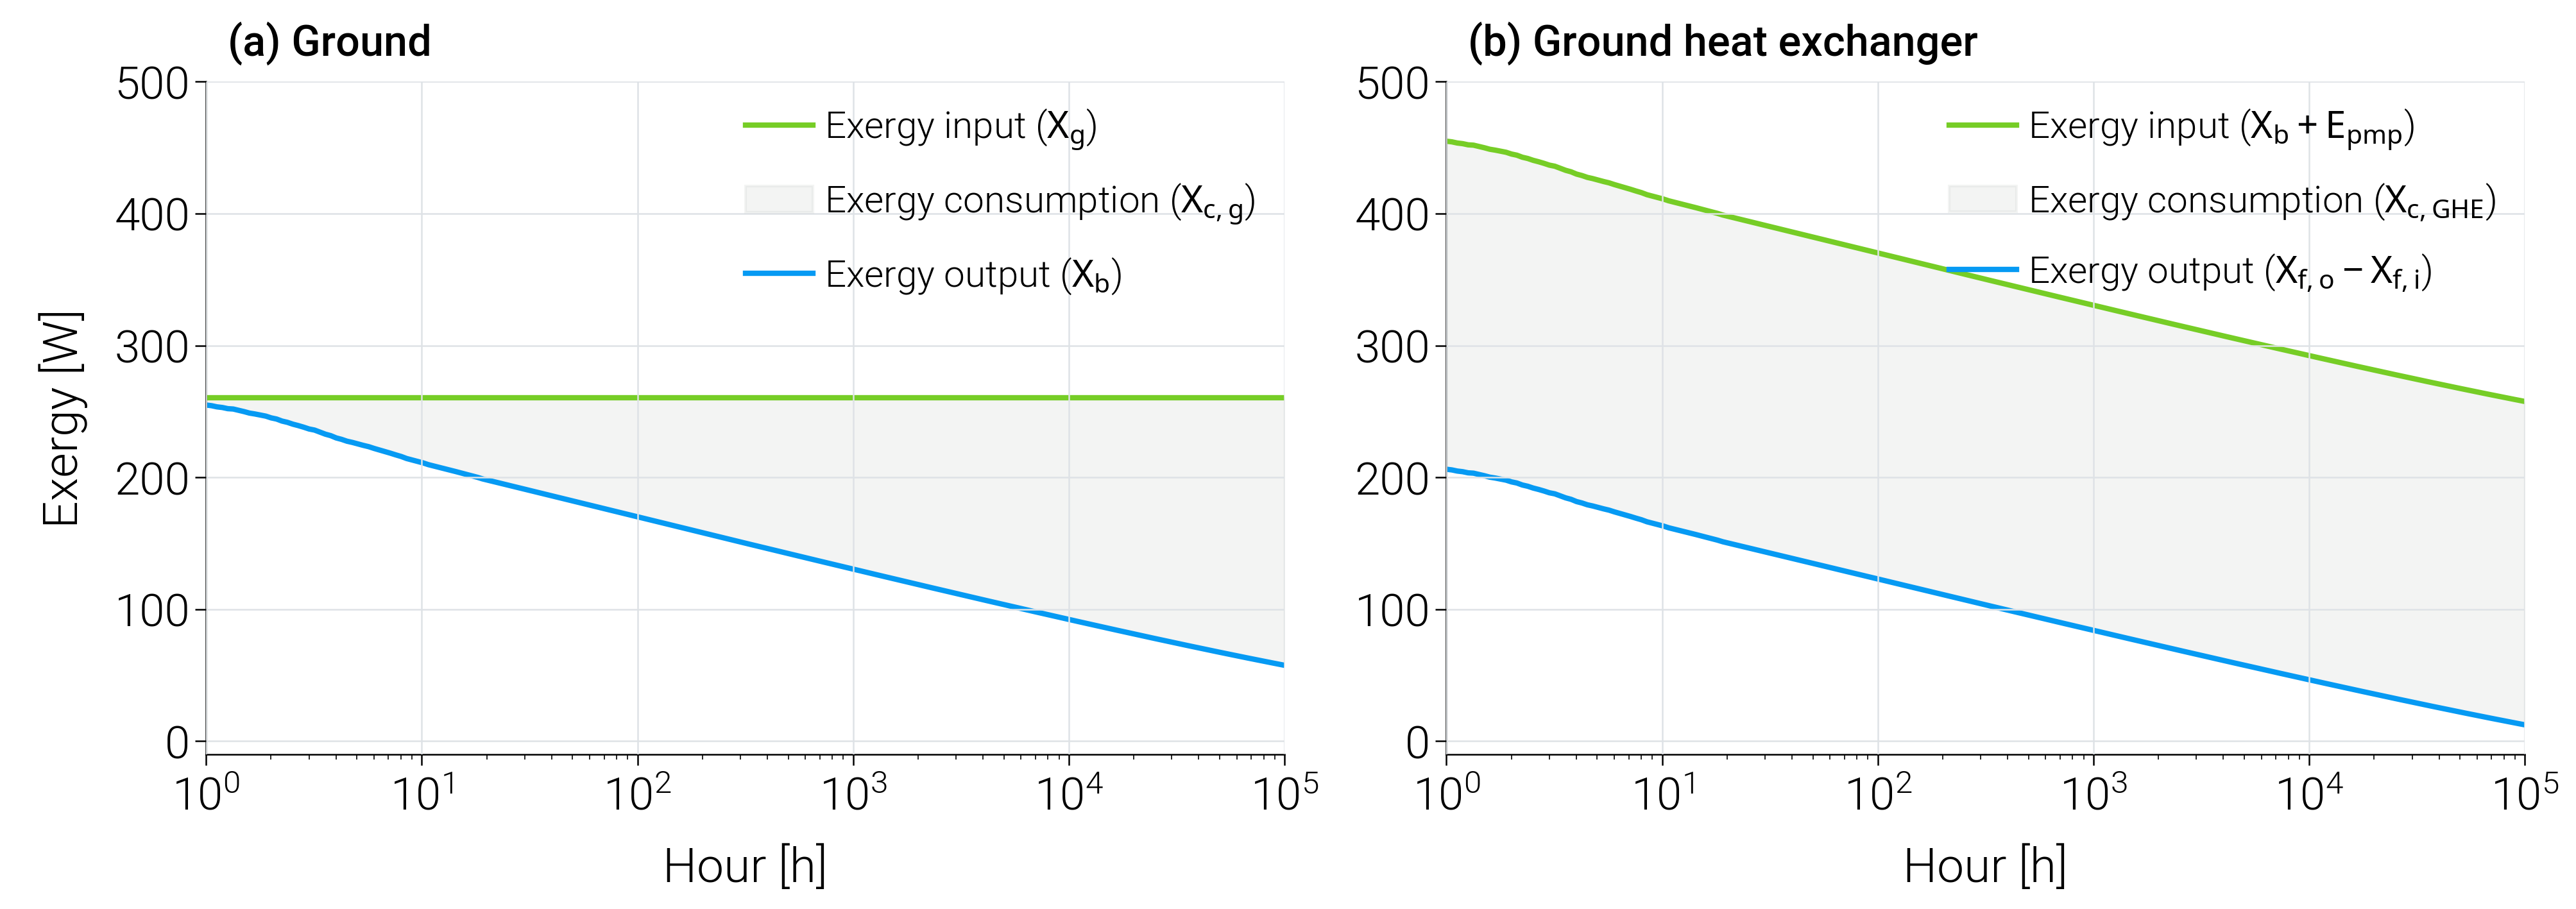 (a) Ground
Exergy [W]
500
400
300
200
100
0
Exergy input (X_g)
Exergy consumption (X_c, g)
Exergy output (X_b)
10^0 10^1 10^2 10^3 10^4 10^5
Hour [h]
(b) Ground heat exchanger
500
400
300
200
100
0
Exergy input (X_b + E_pmp)
Exergy consumption (X_c, GHE)
Exergy output (X_f, o − X_f, i)
10^0 10^1 10^2 10^3 10^4 10^5
Hour [h]